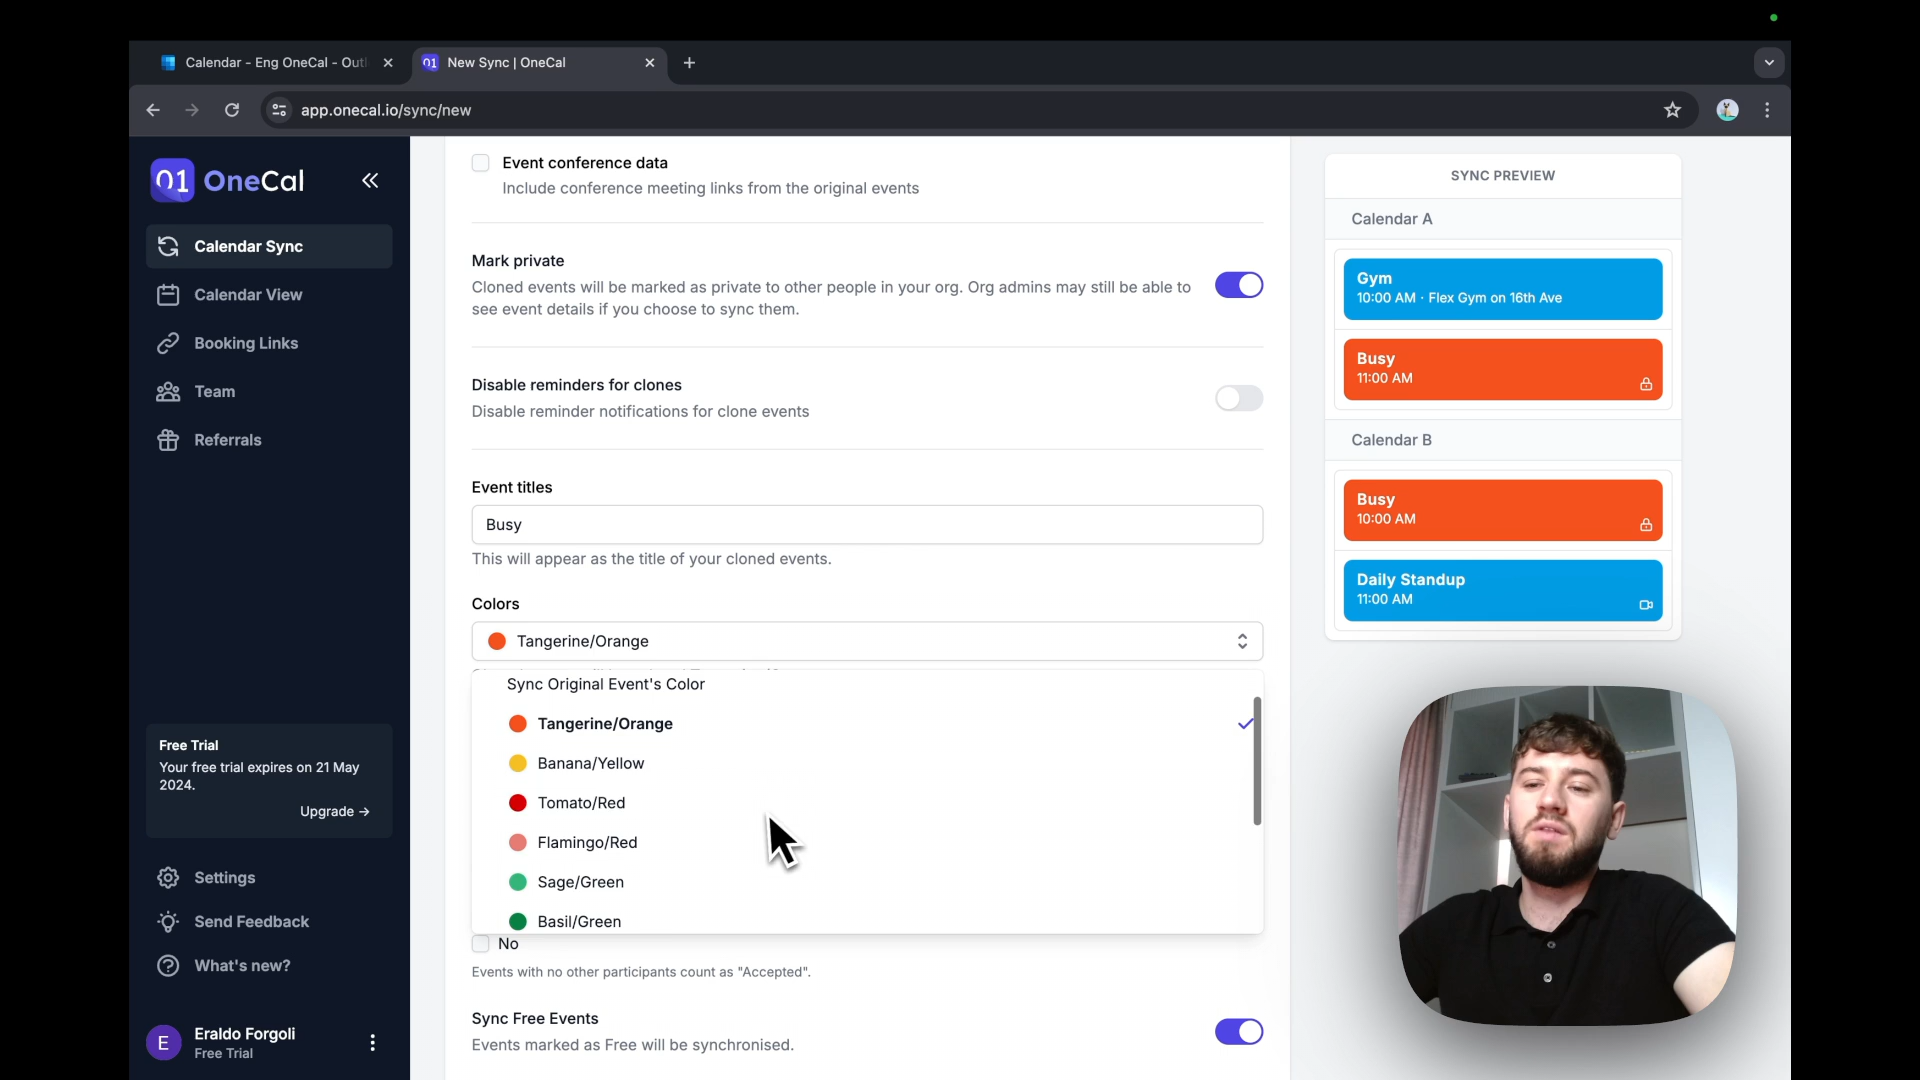 Calendar - Eng OneCal - Outl
New Sync | OneCal
app.onecal.io/sync/new
01 OneCal
Calendar Sync
Calendar View
Booking Links
Team
Referrals
Free Trial
Your free trial expires on 21 May
2024.
Upgrade →
Settings
Send Feedback
What's new?
E
Eraldo Forgoli
Free Trial
Event conference data
Include conference meeting links from the original events
Mark private
Cloned events will be marked as private to other people in your org. Org admins may still be able to
see event details if you choose to sync them.
Disable reminders for clones
Disable reminder notifications for clone events
Event titles
Busy
This will appear as the title of your cloned events.
Colors
Tangerine/Orange
Sync Original Event's Color
Tangerine/Orange
Banana/Yellow
Tomato/Red
Flamingo/Red
Sage/Green
Basil/Green
No
Events with no other participants count as "Accepted".
Sync Free Events
Events marked as Free will be synchronised.
SYNC PREVIEW
Calendar A
Gym
10:00 AM · Flex Gym on 16th Ave
Busy
11:00 AM
Calendar B
Busy
10:00 AM
Daily Standup
11:00 AM